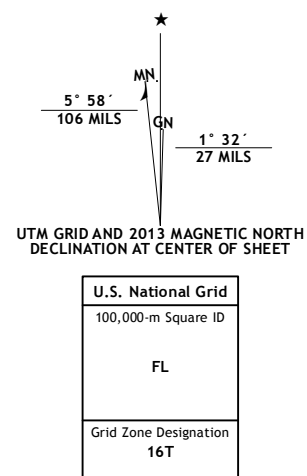 ★
MN
5° 58´
106 MILS
GN
1° 32´
27 MILS
UTM GRID AND 2013 MAGNETIC NORTH
DECLINATION AT CENTER OF SHEET
U.S. National Grid
100,000-m Square ID
FL
Grid Zone Designation
16T